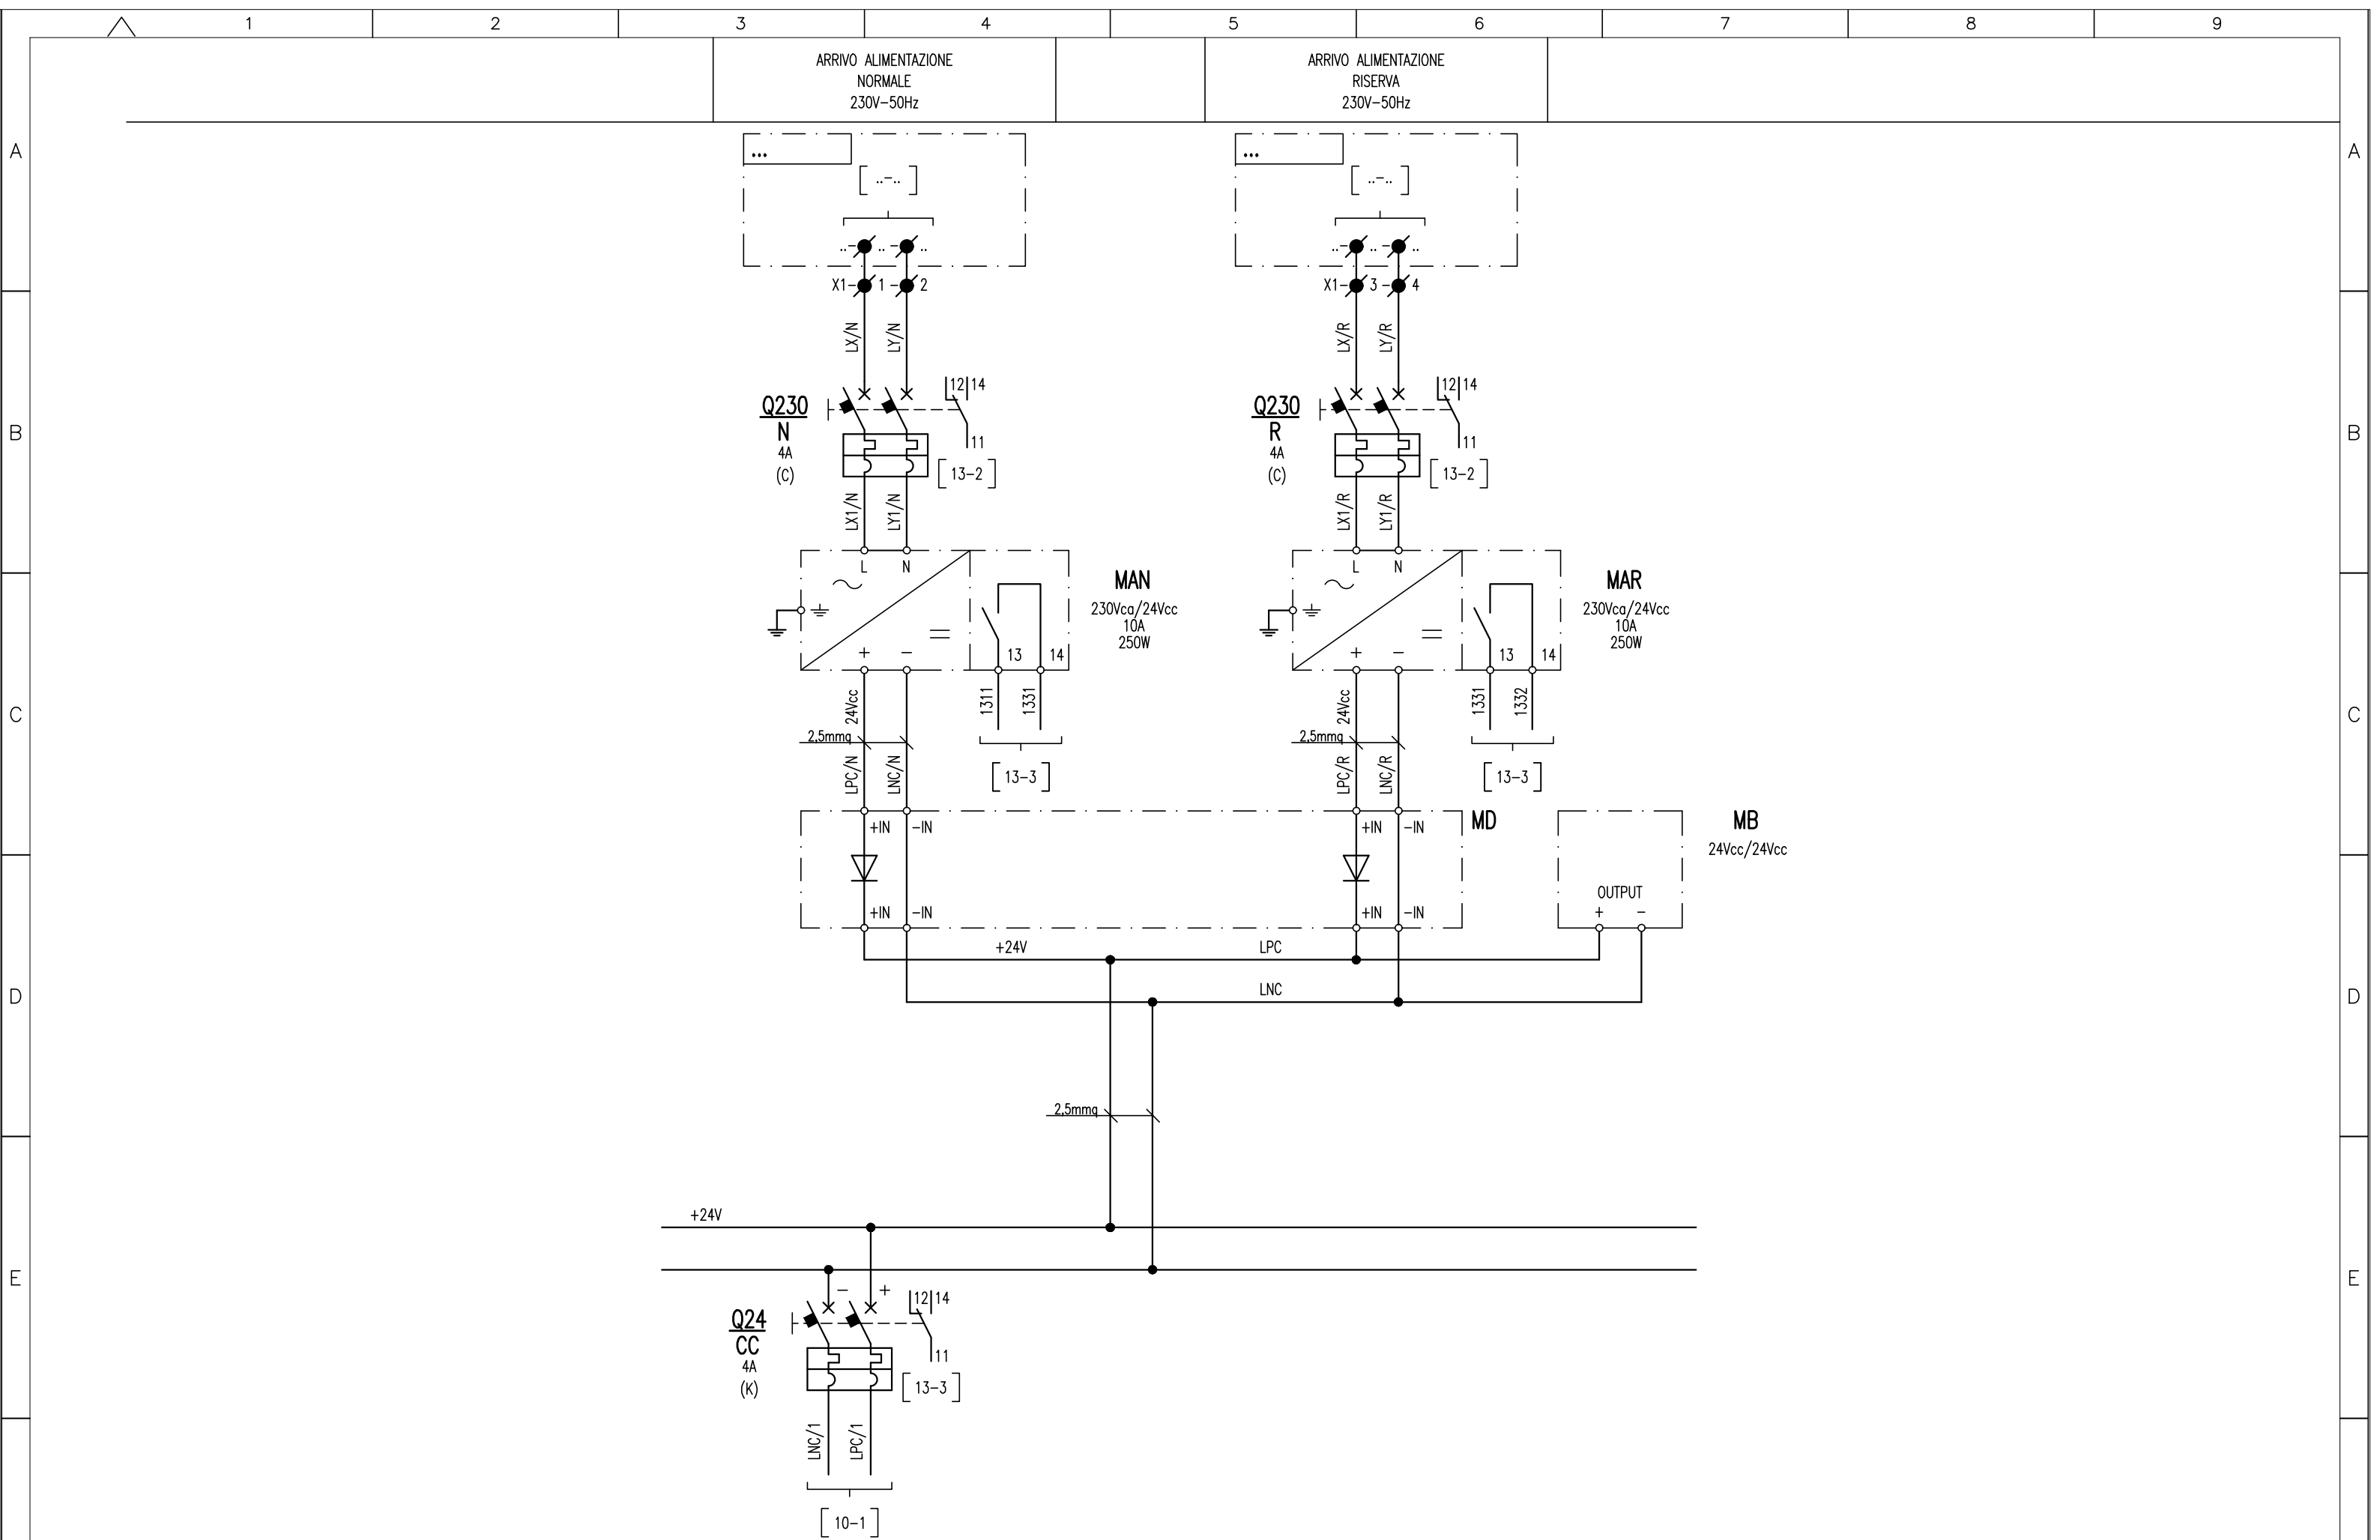 1 2 3 4 5 6 7 8 9
ARRIVO ALIMENTAZIONE
NORMALE
230V-50Hz
ARRIVO ALIMENTAZIONE
RISERVA
230V-50Hz
A
A
...
...
..-..
..-..
..- .. - ..
..- .. - ..
X1- 1 - 2
X1- 3 - 4
LX/N
LY/N
LX/R
LY/R
B
B
Q230
N
4A
(C)
12 14
11
13-2
Q230
R
4A
(C)
12 14
11
13-2
LX1/N
LY1/N
LX1/R
LY1/R
L N
L N
+ -
+ -
13 14
13 14
MAN
230Vca/24Vcc
10A
250W
MAR
230Vca/24Vcc
10A
250W
C
C
24Vcc
1311
1331
24Vcc
1331
1332
2,5mmq
2,5mmq
LPC/N
LNC/N
13-3
LPC/R
LNC/R
13-3
+IN -IN
+IN -IN
MD
MB
24Vcc/24Vcc
OUTPUT
+ -
+IN -IN
+IN -IN
+24V
LPC
LNC
D
D
2,5mmq
+24V
E
E
- +
Q24
CC
4A
(K)
12 14
11
13-3
LNC/1
LPC/1
10-1